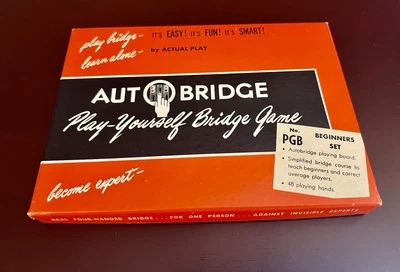 play bridge-
learn alone-
IT'S EASY! IT'S FUN! IT'S SMART!
by ACTUAL PLAY
AUTOBRIDGE
Play-Yourself Bridge Game
No.
PGB
BEGINNERS
SET
• Autobridge playing board.
• Simplified bridge course to
teach beginners and correct
average players.
• 48 playing hands.
become expert-
REAL FOUR-HANDED BRIDGE . . . FOR ONE PERSON . . . AGAINST INVISIBLE EXPERTS